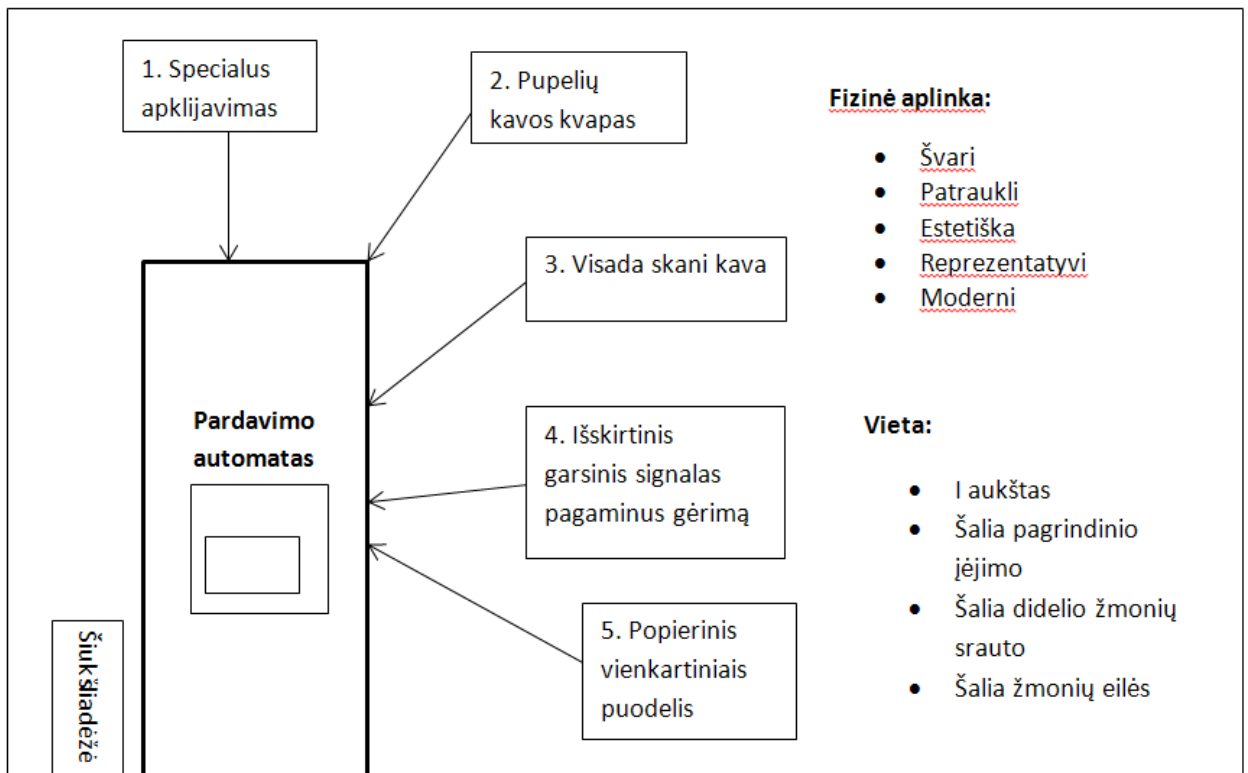 1. Specialus
apklijavimas
2. Pupelių
kavos kvapas
3. Visada skani kava
4. Išskirtinis
garsinis signalas
pagaminus gėrimą
5. Popierinis
vienkartiniais
puodelis
Pardavimo
automatas
Šiukšliadėžė
Fizinė aplinka:
• Švari
• Patraukli
• Estetiška
• Reprezentatyvi
• Moderni
Vieta:
• I aukštas
• Šalia pagrindinio
įėjimo
• Šalia didelio žmonių
srauto
• Šalia žmonių eilės